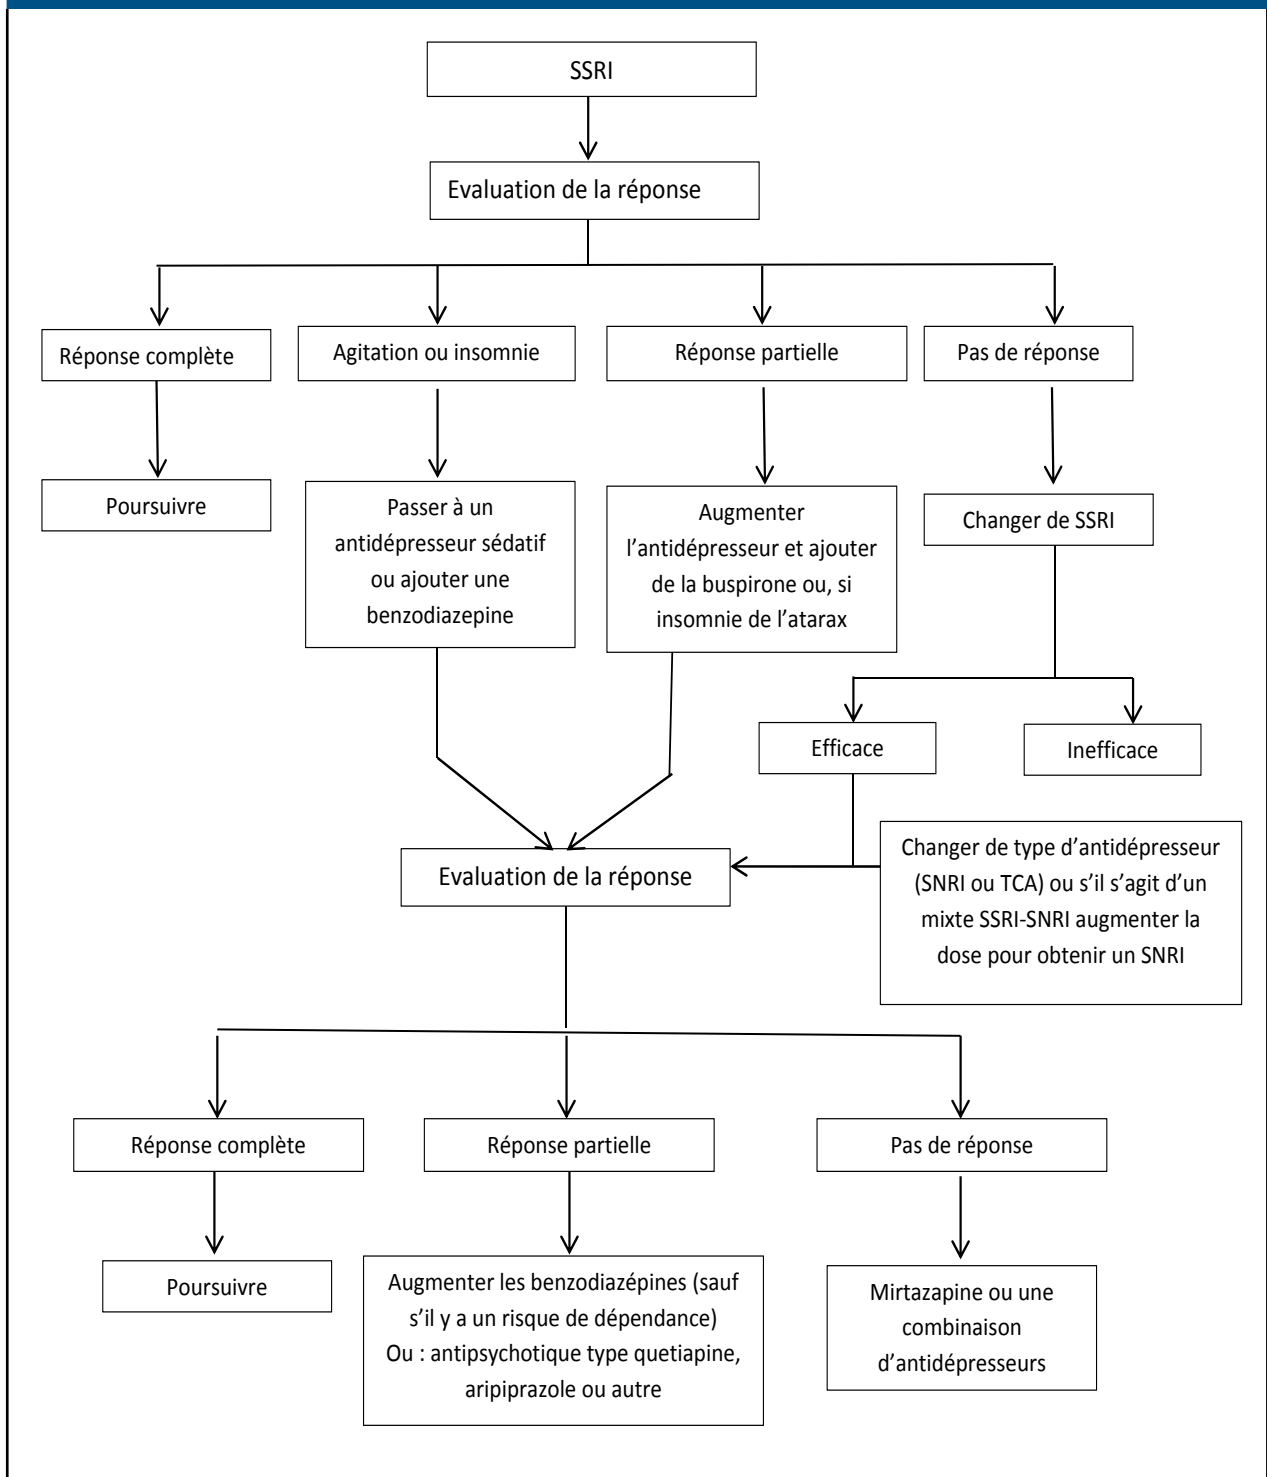 SSRI
Evaluation de la réponse
Réponse complète
Agitation ou insomnie
Réponse partielle
Pas de réponse
Poursuivre
Passer à un
antidépresseur sédatif
ou ajouter une
benzodiazepine
Augmenter
l'antidépresseur et ajouter
de la buspirone ou, si
insomnie de l'atarax
Changer de SSRI
Efficace
Inefficace
Changer de type d'antidépresseur
(SNRI ou TCA) ou s'il s'agit d'un
mixte SSRI-SNRI augmenter la
dose pour obtenir un SNRI
Evaluation de la réponse
Réponse complète
Réponse partielle
Pas de réponse
Poursuivre
Augmenter les benzodiazépines (sauf
s'il y a un risque de dépendance)
Ou : antipsychotique type quetiapine,
aripiprazole ou autre
Mirtazapine ou une
combinaison
d'antidépresseurs